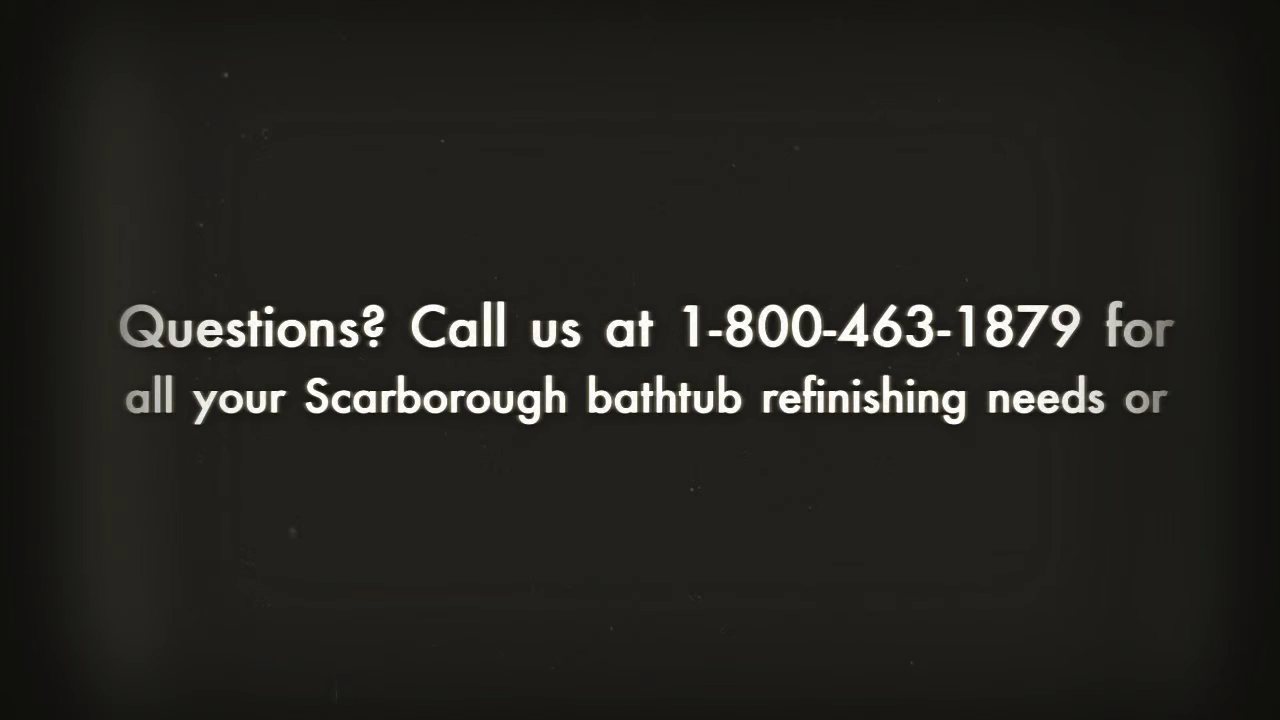 Questions? Call us at 1-800-463-1879 for
all your Scarborough bathtub refinishing needs or